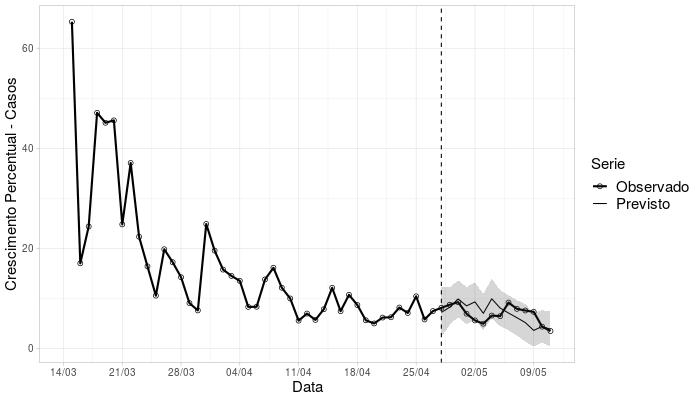 Crescimento Percentual - Casos
60
40
20
0
14/03 21/03 28/03 04/04 11/04 18/04 25/04 02/05 09/05
Data
Serie
Observado
Previsto